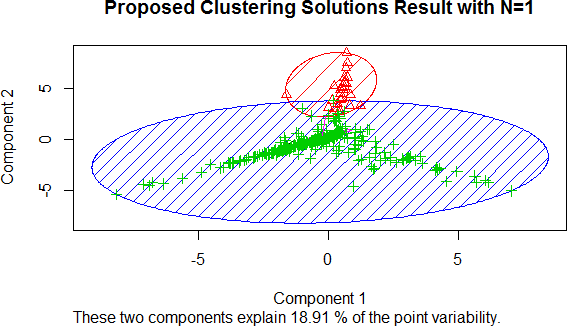 Proposed Clustering Solutions Result with N=1
Component 2
5
0
-5
-5
0
5
Component 1
These two components explain 18.91 % of the point variability.